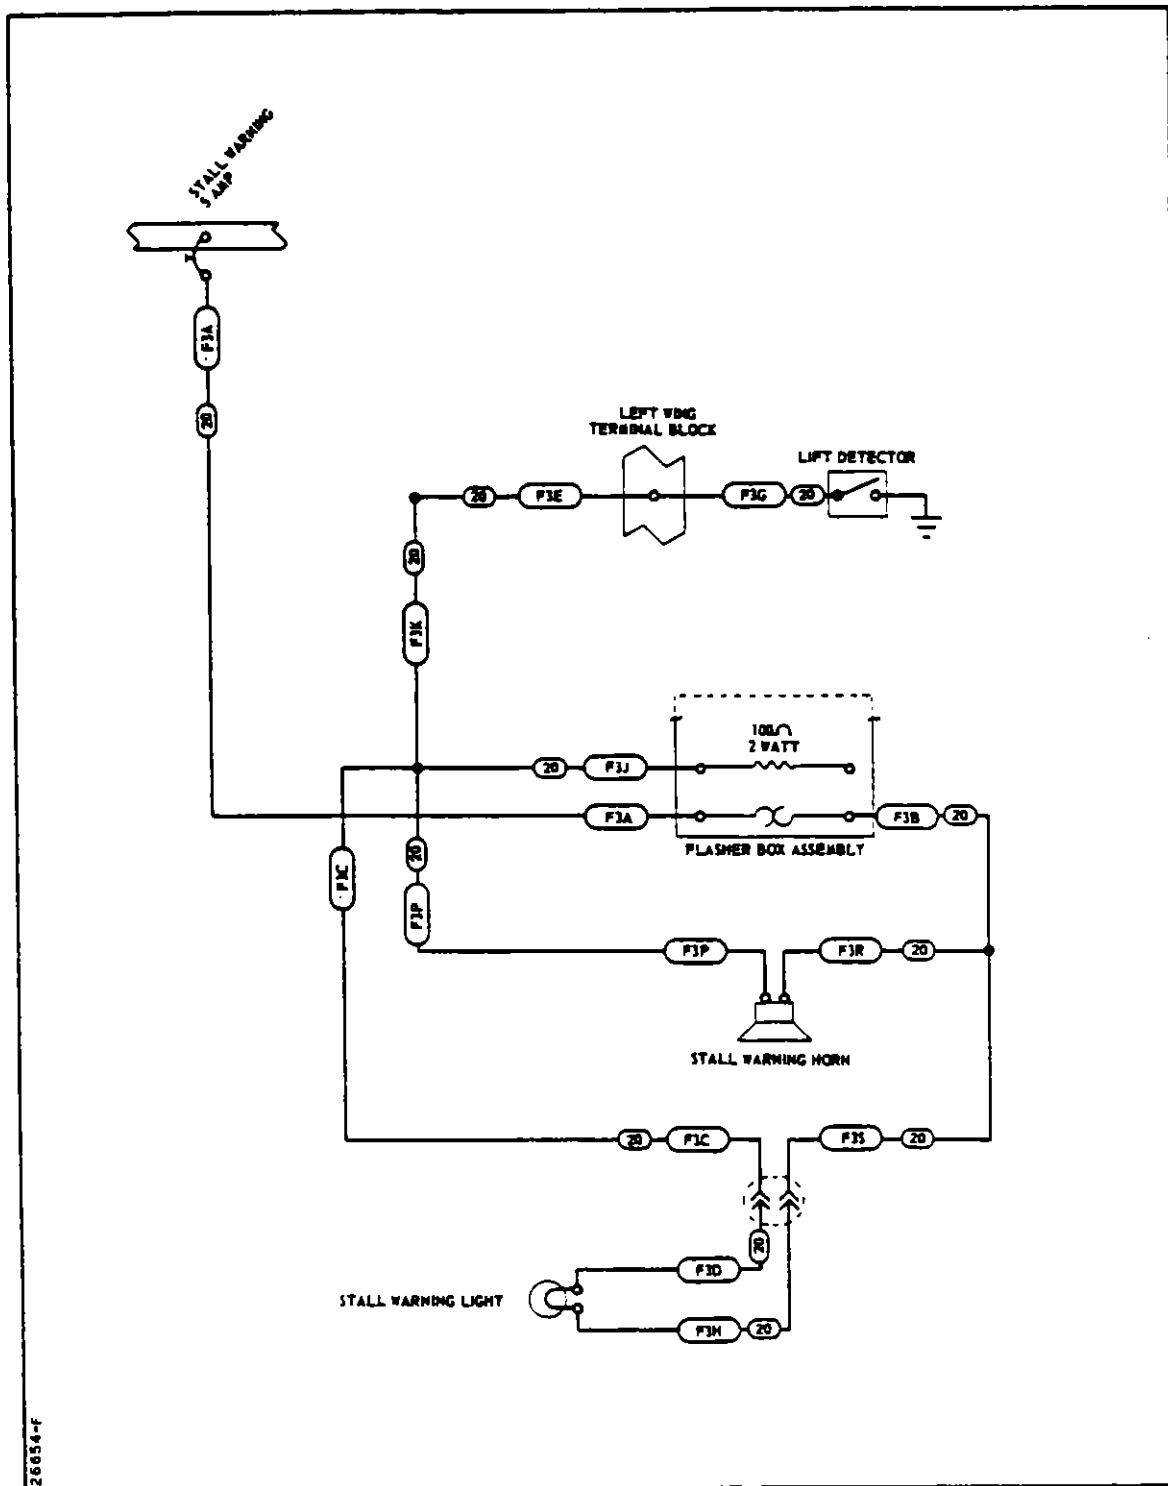 STALL WARNING
5 AMP
F3A
20
LEFT WING
TERMINAL BLOCK
LIFT DETECTOR
20
F3E
F3G
20
20
F3K
100Ω
2 WATT
20
F3J
F3A
F3B
20
FLASHER BOX ASSEMBLY
20
F3C
F3P
F3P
F3R
20
STALL WARNING HORN
20
F3C
F3S
20
20
F3D
STALL WARNING LIGHT
F3H
20
26654-F